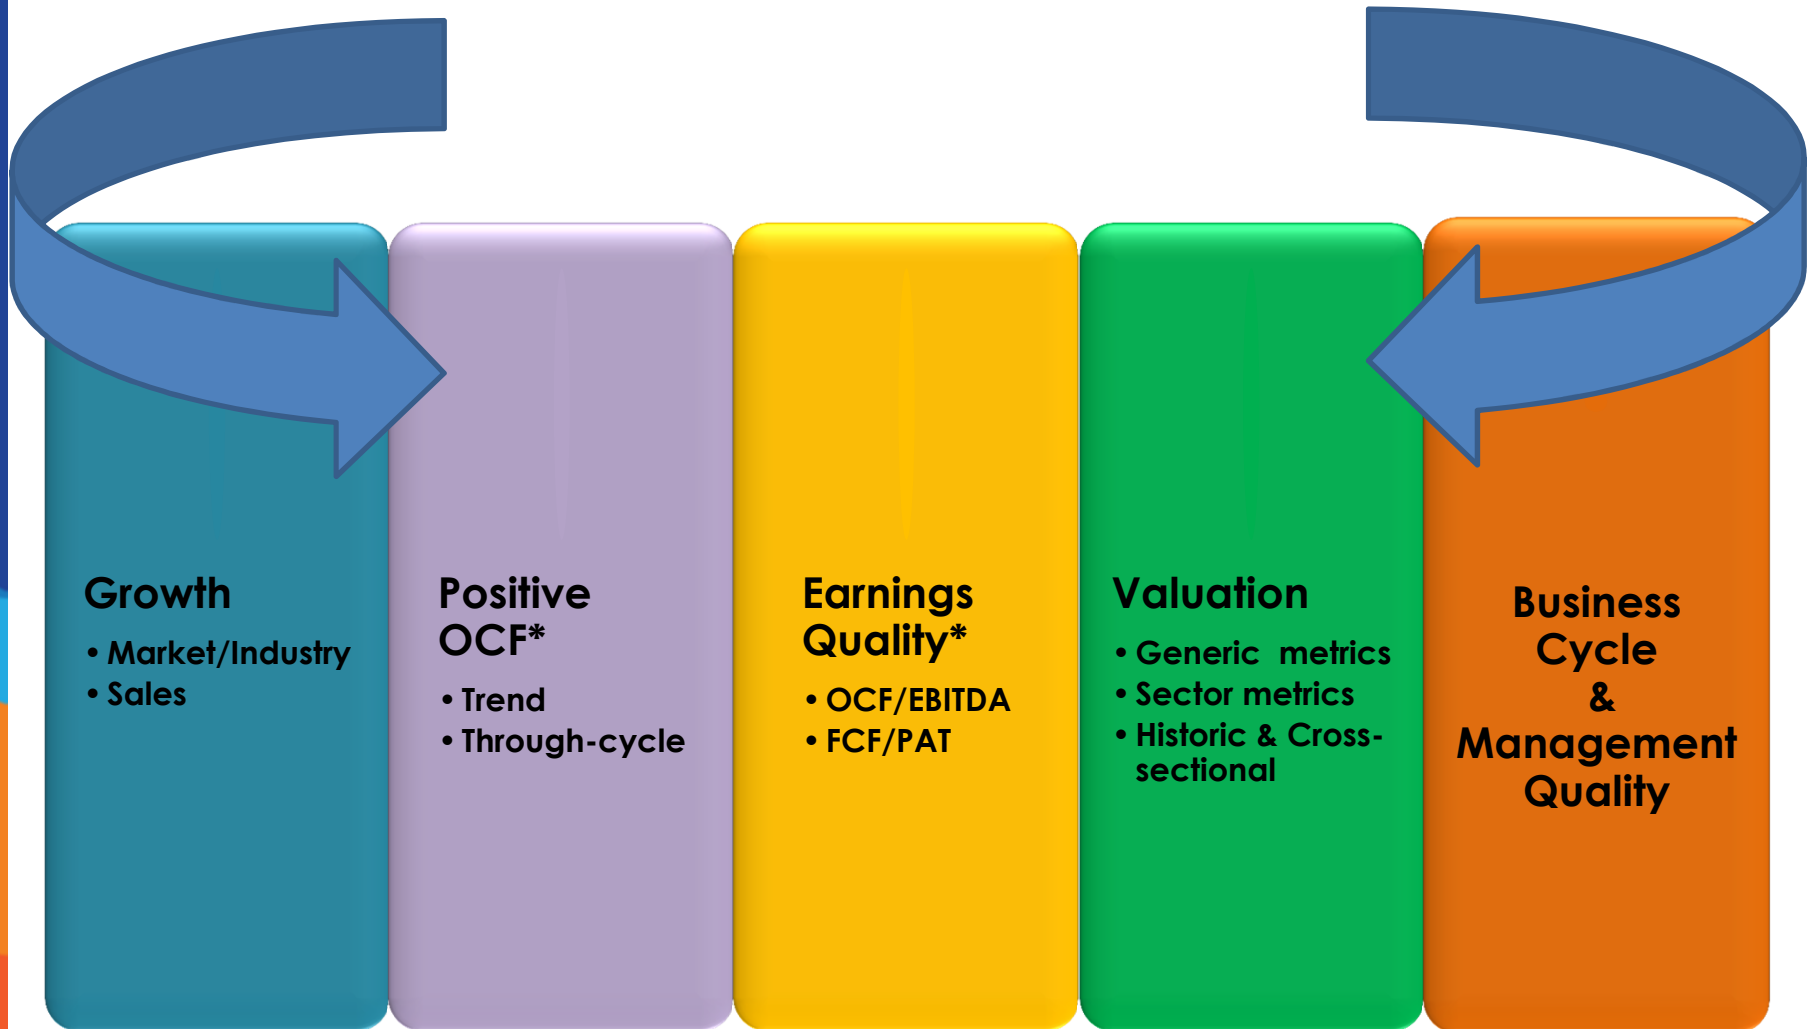 Growth
• Market/Industry
• Sales
Positive
OCF*
• Trend
• Through-cycle
Earnings
Quality*
• OCF/EBITDA
• FCF/PAT
Valuation
• Generic metrics
• Sector metrics
• Historic & Cross-
sectional
Business
Cycle
&
Management
Quality